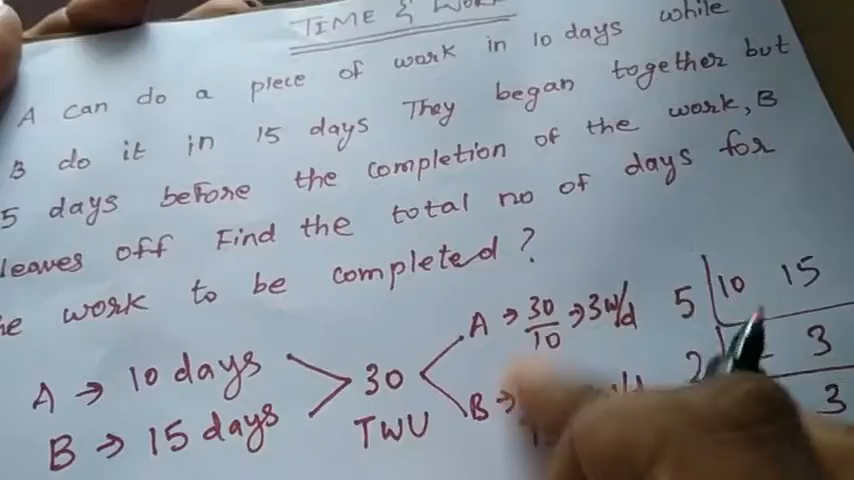 TIME & WORK
A can do a piece of work in 10 days while
B do it in 15 days They began together but
5 days before the completion of the work, B
leaves off Find the total no of days for
he work to be completed ?
A → 10 days
B → 15 days
30
TWU
A → 30/10 → 3w/d
B →
5 10 15
2 3
3